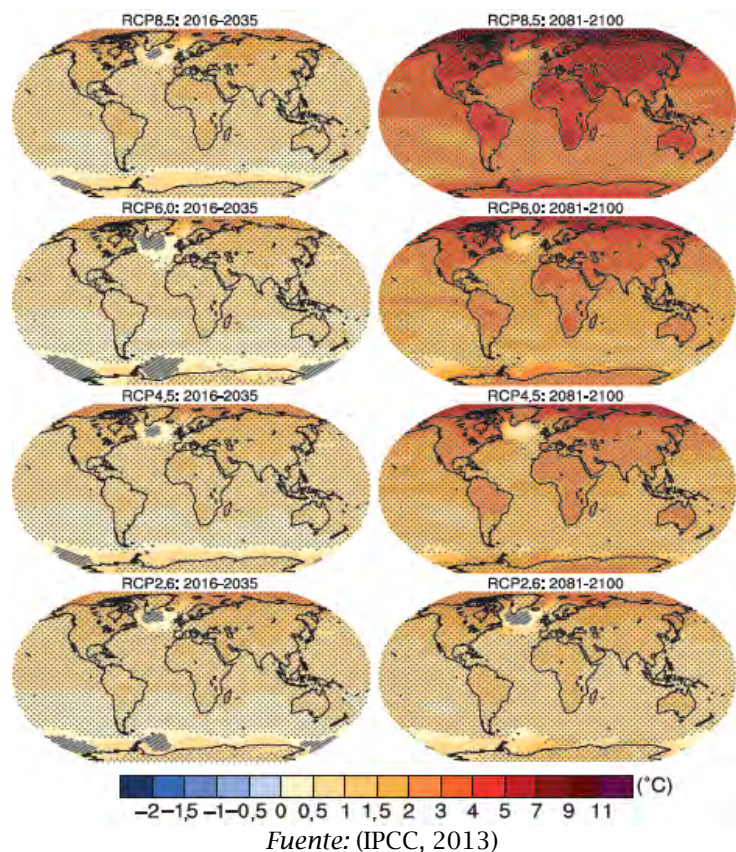 RCP8.5: 2016-2035 RCP8.5: 2081-2100
RCP6.0: 2016-2035 RCP6.0: 2081-2100
RCP4.5: 2016-2035 RCP4.5: 2081-2100
RCP2.6: 2016-2035 RCP2.6: 2081-2100
(°C)
-2 -1,5 -1 -0,5 0 0,5 1 1,5 2 3 4 5 7 9 11
Fuente: (IPCC, 2013)